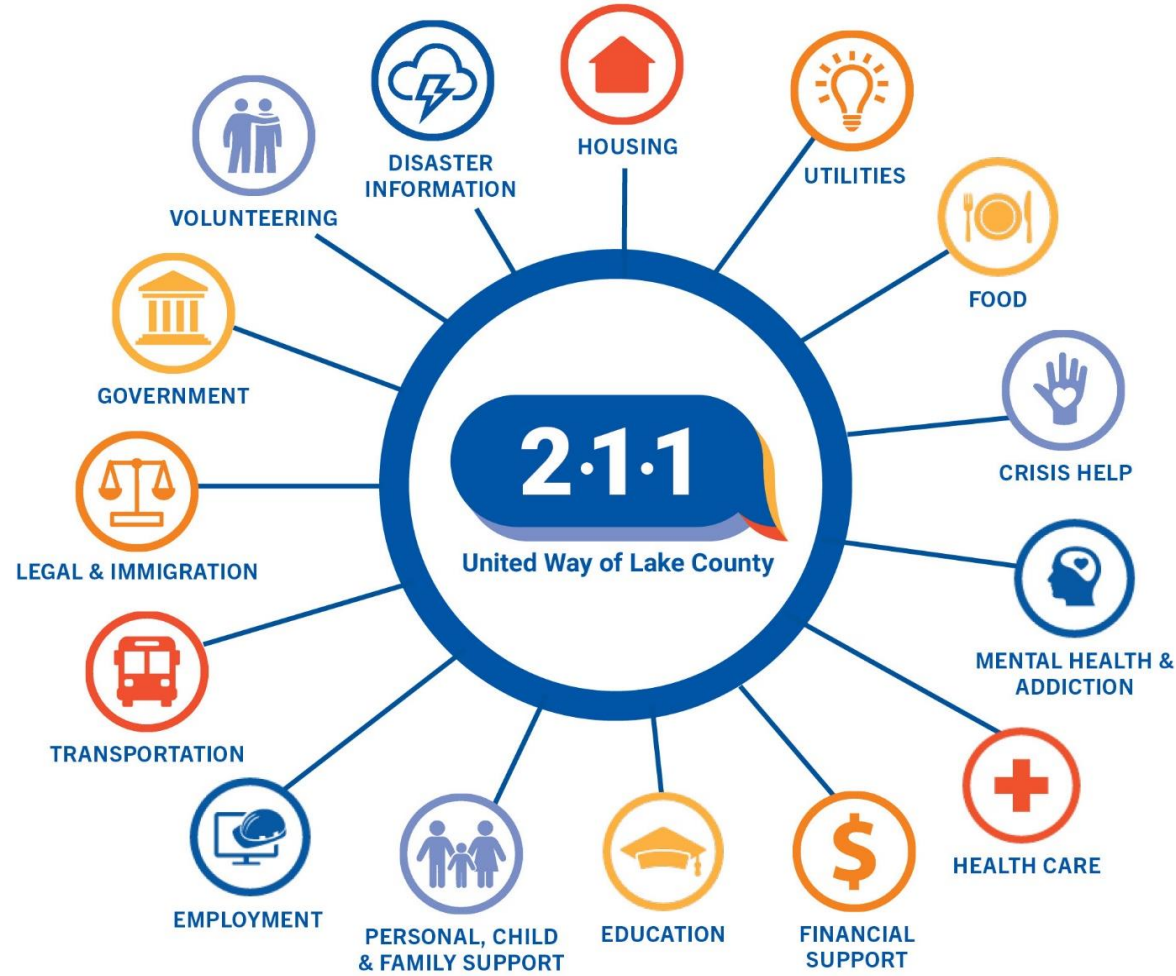 HOUSING
UTILITIES
DISASTER
INFORMATION
VOLUNTEERING
FOOD
GOVERNMENT
CRISIS HELP
2·1·1
United Way of Lake County
LEGAL & IMMIGRATION
MENTAL HEALTH &
ADDICTION
TRANSPORTATION
HEALTH CARE
EMPLOYMENT
PERSONAL, CHILD
& FAMILY SUPPORT
EDUCATION
$
FINANCIAL
SUPPORT